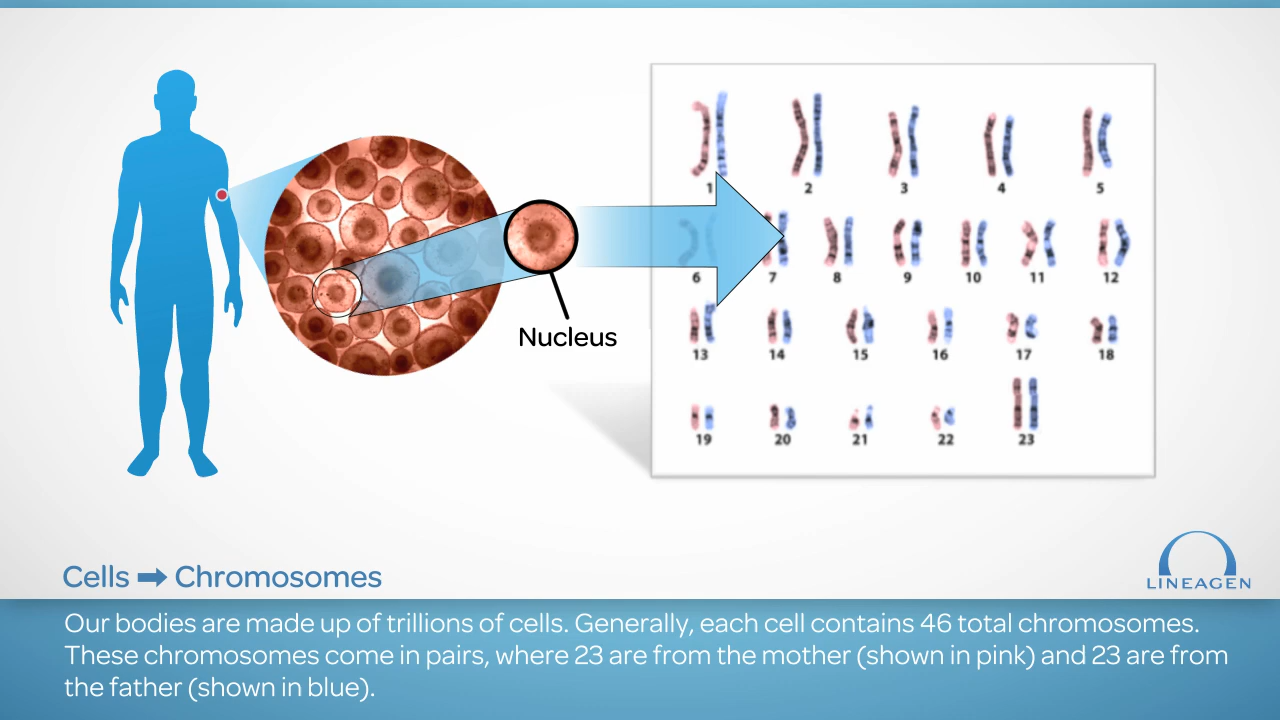 1 2 3 4 5
6 7 8 9 10 11 12
Nucleus
13 14 15 16 17 18
19 20 21 22 23
Cells ➡ Chromosomes
LINEAGEN
Our bodies are made up of trillions of cells. Generally, each cell contains 46 total chromosomes.
These chromosomes come in pairs, where 23 are from the mother (shown in pink) and 23 are from
the father (shown in blue).